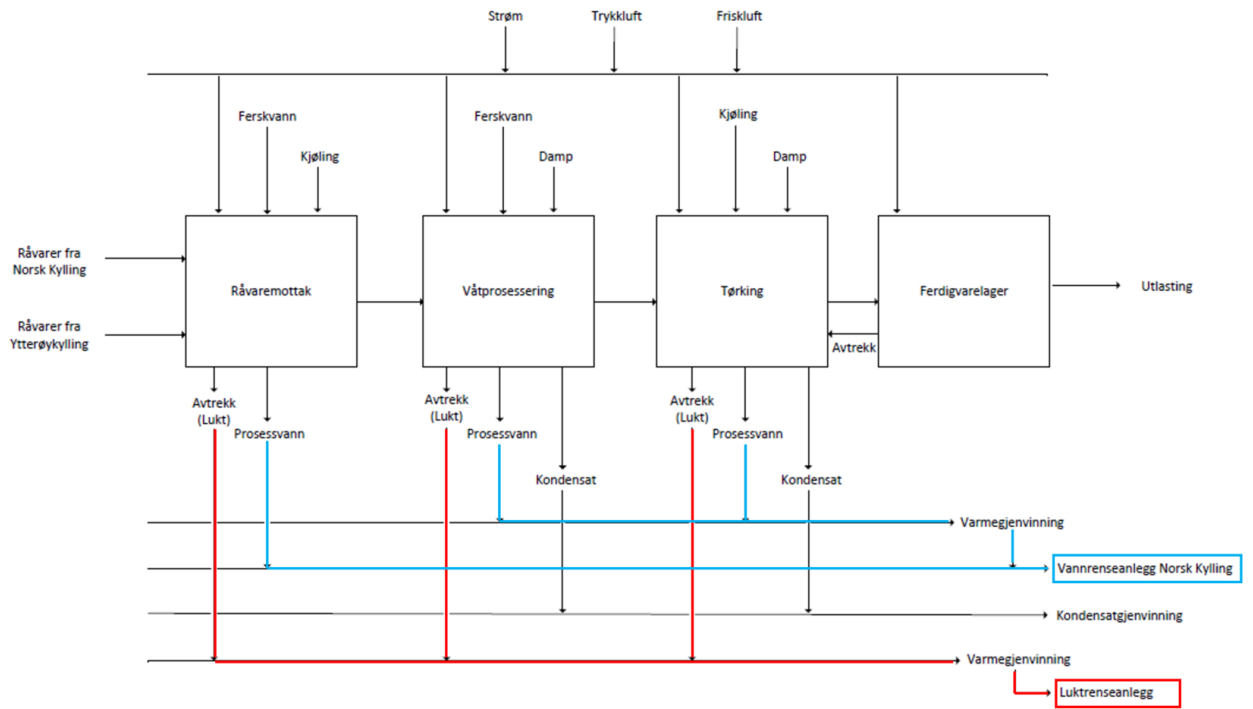 Strøm
Trykkluft
Friskluft
Ferskvann
Kjøling
Ferskvann
Damp
Kjøling
Damp
Råvarer fra
Norsk Kylling
Råvarer fra
Ytterøykylling
Råvaremottak
Våtprosessering
Tørking
Ferdigvarelager
Utlasting
Avtrekk
Avtrekk
(Lukt)
Prosessvann
Avtrekk
(Lukt)
Prosessvann
Kondensat
Avtrekk
(Lukt)
Prosessvann
Kondensat
Varmegjenvinning
Vannrenseanlegg Norsk Kylling
Kondensatgjenvinning
Varmegjenvinning
Luktrenseanlegg